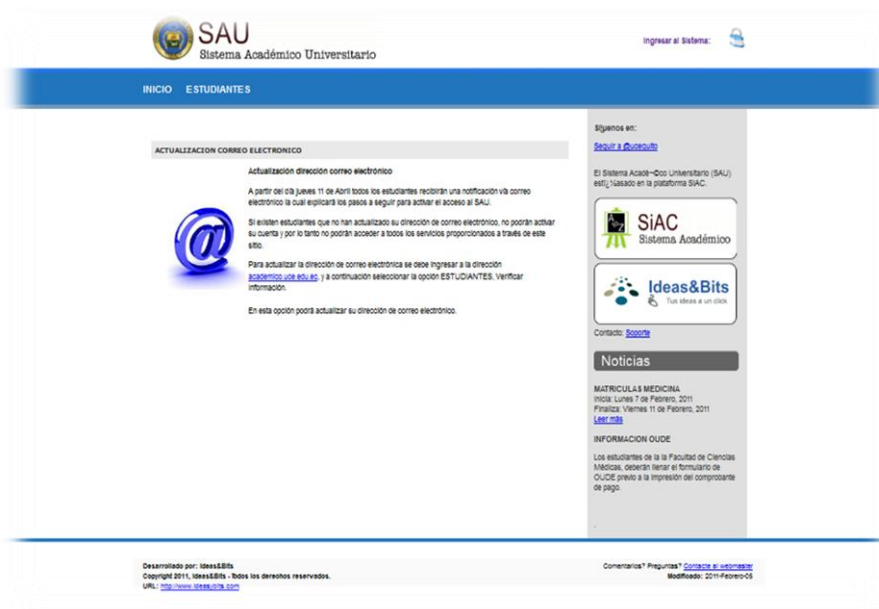 SAU
Sistema Académico Universitario
Ingresar al Sistema:
INICIO ESTUDIANTES
ACTUALIZACION CORREO ELECTRONICO
Actualización dirección correo electrónico
A partir del día jueves 11 de Abril todos los estudiantes recibirán una notificación vía correo
electrónico la cual explicará los pasos a seguir para activar el acceso al SAU.
Si existen estudiantes que no han actualizado su dirección de correo electrónico, no podrán activar
su cuenta y por lo tanto no podrán acceder a todos los servicios proporcionados a través de este
sitio.
Para actualizar la dirección de correo electrónica se debe ingresar a la dirección
academico.uce.edu.ec, y a continuación seleccionar la opción ESTUDIANTES, Verificar
información.
En esta opción podrá actualizar su dirección de correo electrónico.
en:
Seguir a @ucequito
El Sistema Universitario (SAU)
en la plataforma SIAC.
A
Z
SiAC
Sistema Académico
Ideas&Bits
Tus ideas a un click
Contacto: Soporte
Noticias
MATRICULAS MEDICINA
Inicia: Lunes 7 de Febrero, 2011
Finaliza: Viernes 11 de Febrero, 2011
Leer más
INFORMACION OUDE
Los estudiantes de la la Facultad de Ciencias
Médicas, deberán llenar el formulario de
OUDE previo a la impresión del comprobante
de pago.
Desarrollado por: Ideas&Bits
Copyright 2011, Ideas&Bits - Todos los derechos reservados.
URL: http://www.ideasybits.com
Comentarios? Preguntas? Contacte al webmaster
Modificado: 2011-Febrero-05